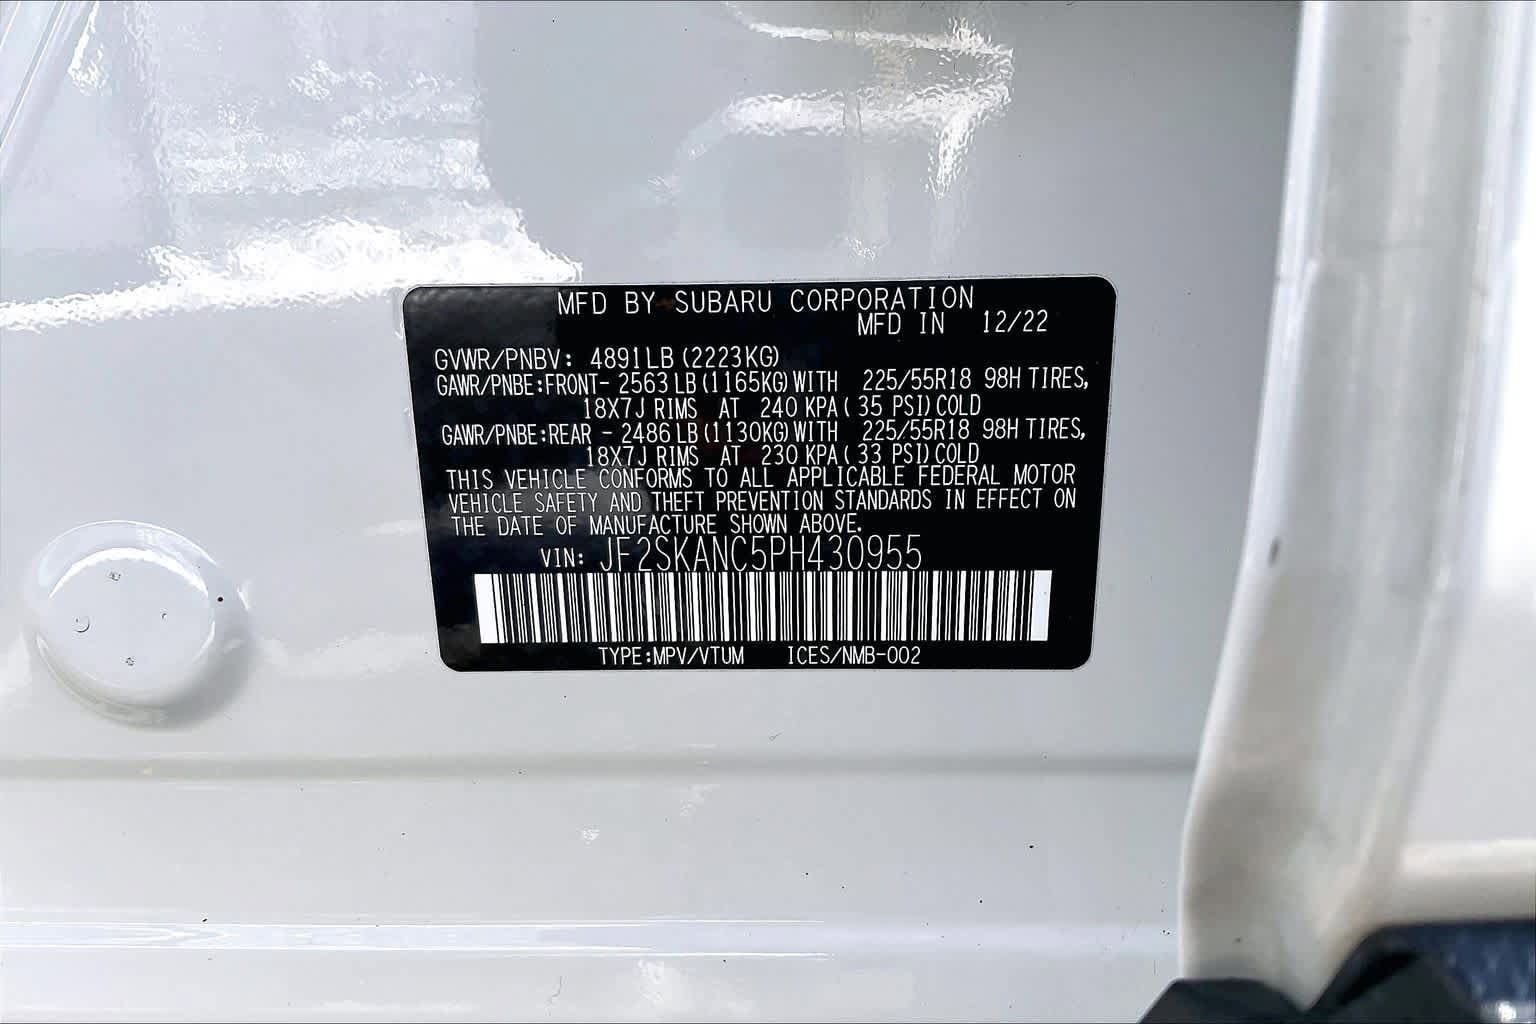 MFD BY SUBARU CORPORATION
MFD IN 12/22
GVWR/PNBV: 4891LB(2223KG)
GAWR/PNBE:FRONT- 2563LB(1165KG)WITH 225/55R18 98H TIRES,
18X7J RIMS AT 240 KPA( 35 PSI)COLD
GAWR/PNBE:REAR - 2486LB(1130KG)WITH 225/55R18 98H TIRES,
18X7J RIMS AT 230 KPA( 33 PSI)COLD
THIS VEHICLE CONFORMS TO ALL APPLICABLE FEDERAL MOTOR
VEHICLE SAFETY AND THEFT PREVENTION STANDARDS IN EFFECT ON
THE DATE OF MANUFACTURE SHOWN ABOVE.
VIN: JF2SKANC5PH430955
TYPE:MPV/VTUM ICES/NMB-002